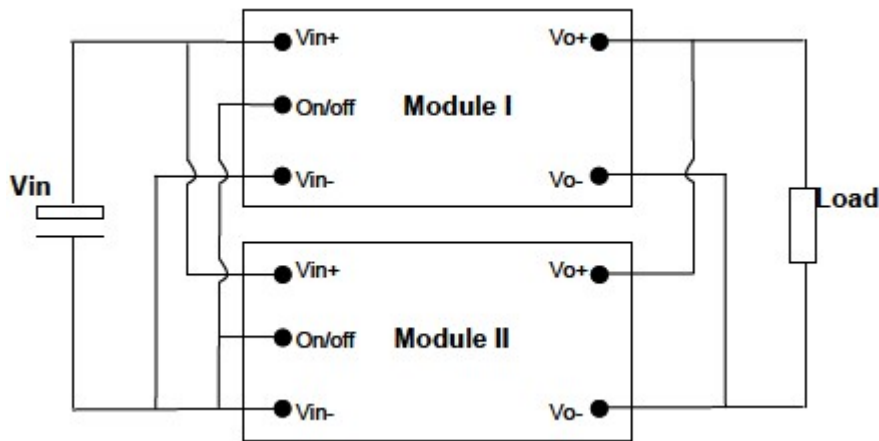 Vin+
Vo+
On/off
Module I
Vin-
Vo-
Vin
Load
Vin+
Vo+
On/off
Module II
Vin-
Vo-